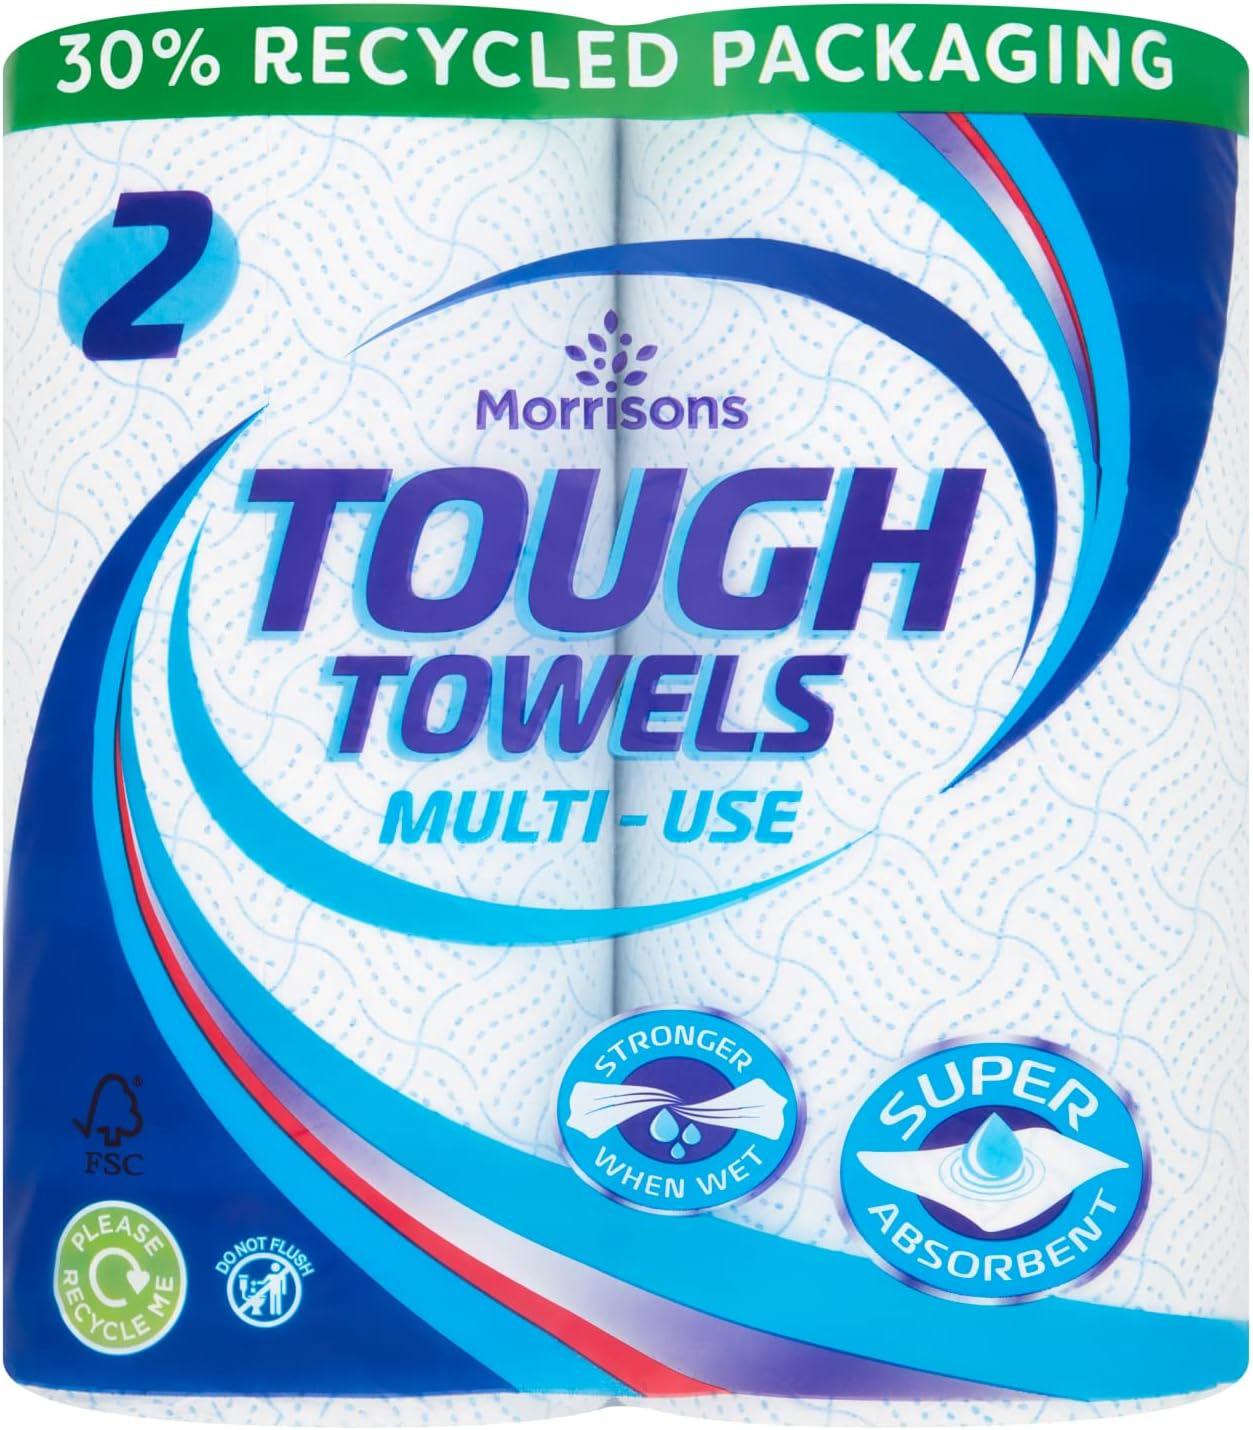 30% RECYCLED PACKAGING
2
Morrisons
TOUGH
TOWELS
MULTI-USE
STRONGER
WHEN WET
SUPER
ABSORBENT
®
FSC
PLEASE
RECYCLE ME
DO NOT FLUSH